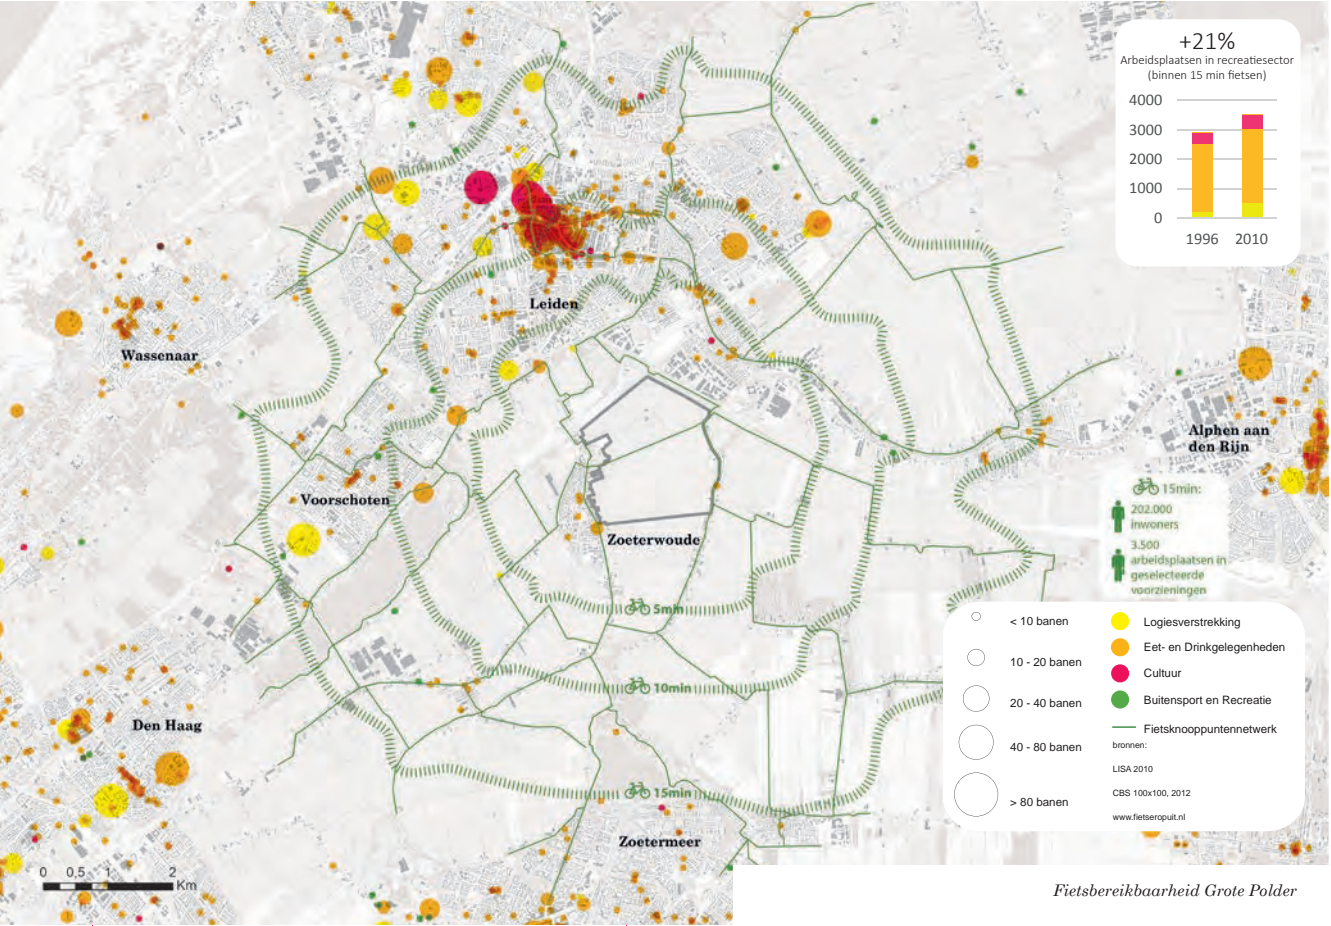 +21%
Arbeidsplaatsen in recreatiesector
(binnen 15 min fietsen)
4000
3000
2000
1000
0
1996 2010
Leiden
Wassenaar
Alphen aan
den Rijn
Voorschoten
Zoeterwoude
15min:
202.000
inwoners
3.500
arbeidsplaatsen in
geselecteerde
voorzieningen
5min
10min
15min
Den Haag
Zoetermeer
< 10 banen
10 - 20 banen
20 - 40 banen
40 - 80 banen
> 80 banen
Logiesverstrekking
Eet- en Drinkgelegenheden
Cultuur
Buitensport en Recreatie
Fietsknooppuntennetwerk
bronnen:
LISA 2010
CBS 100x100, 2012
www.fietseropuit.nl
0 0,5 1 2
Km
Fietsbereikbaarheid Grote Polder